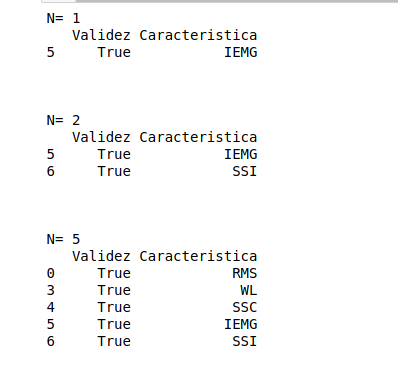 N= 1
Validez Caracteristica
5 True IEMG
N= 2
Validez Caracteristica
5 True IEMG
6 True SSI
N= 5
Validez Caracteristica
0 True RMS
3 True WL
4 True SSC
5 True IEMG
6 True SSI